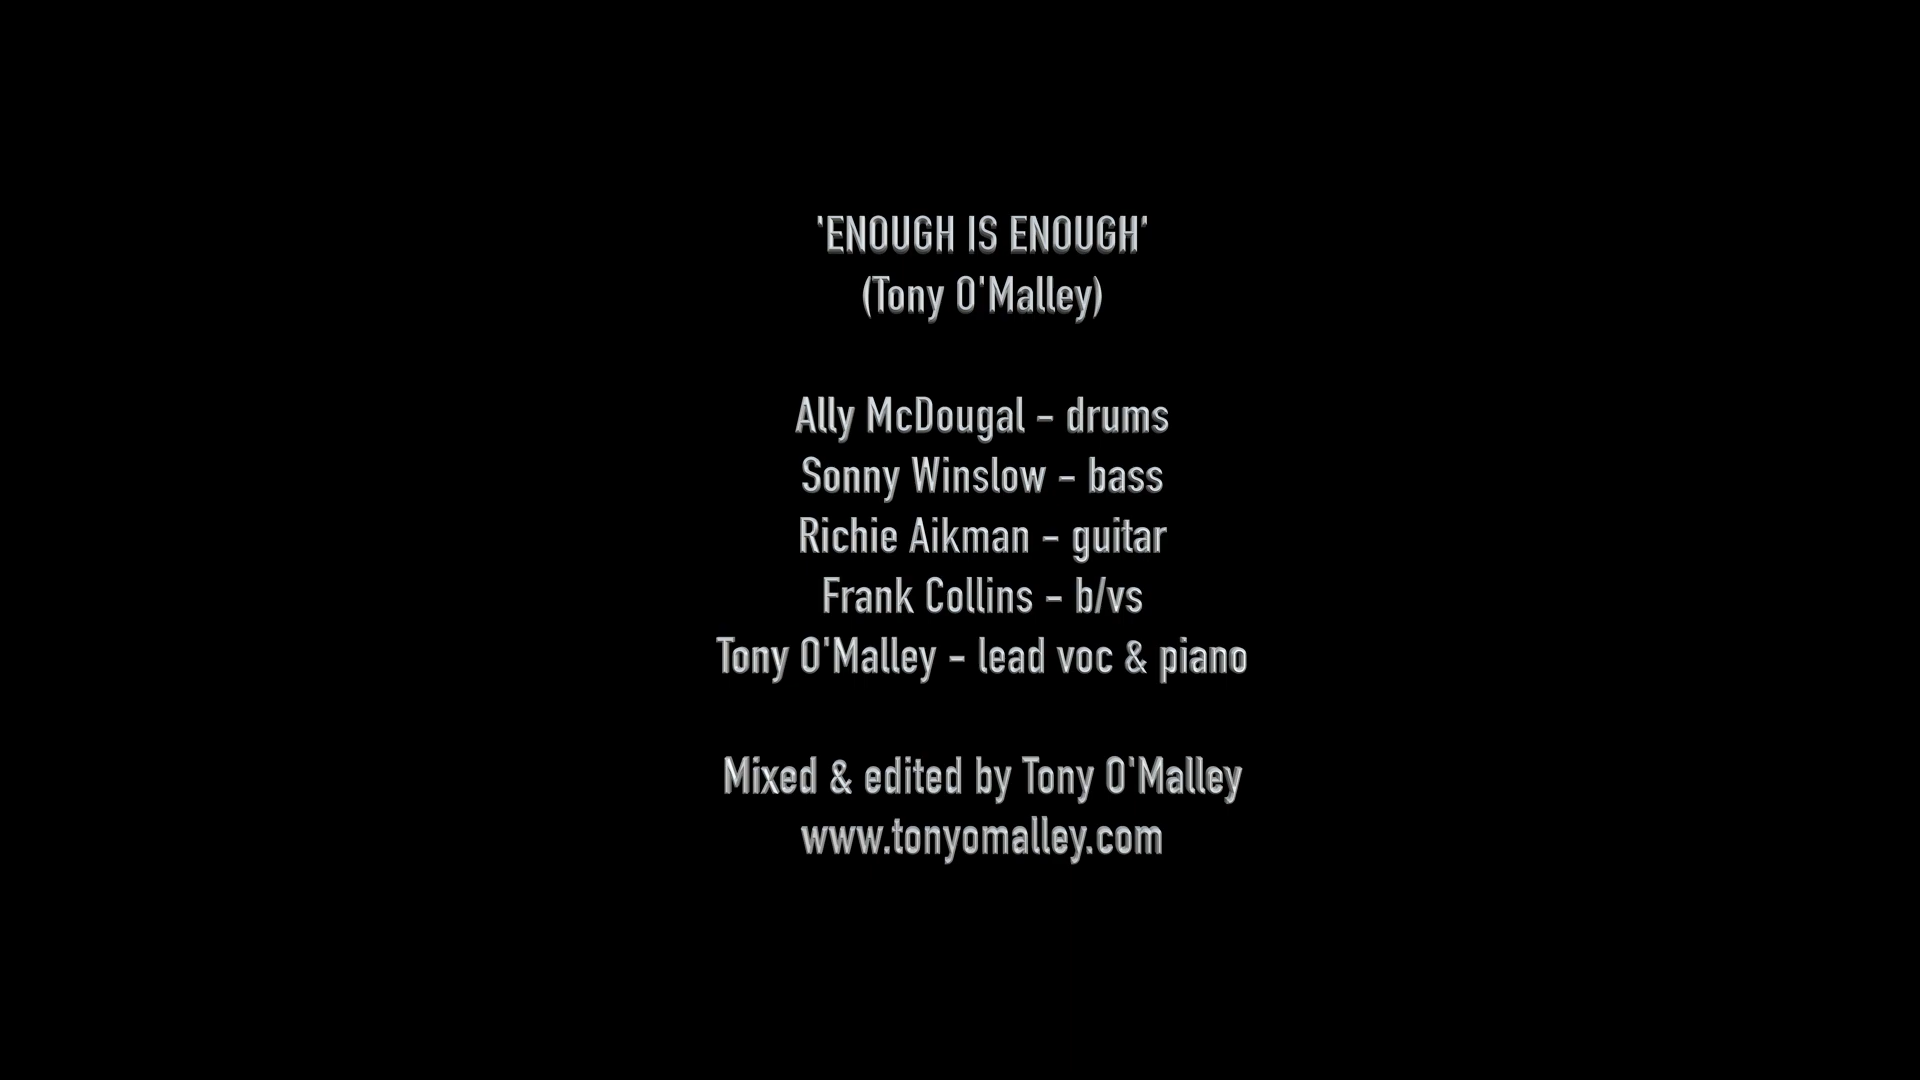 'ENOUGH IS ENOUGH'
(Tony O'Malley)
Ally McDougal - drums
Sonny Winslow - bass
Richie Aikman - guitar
Frank Collins - b/vs
Tony O'Malley - lead voc & piano
Mixed & edited by Tony O'Malley
www.tonyomalley.com